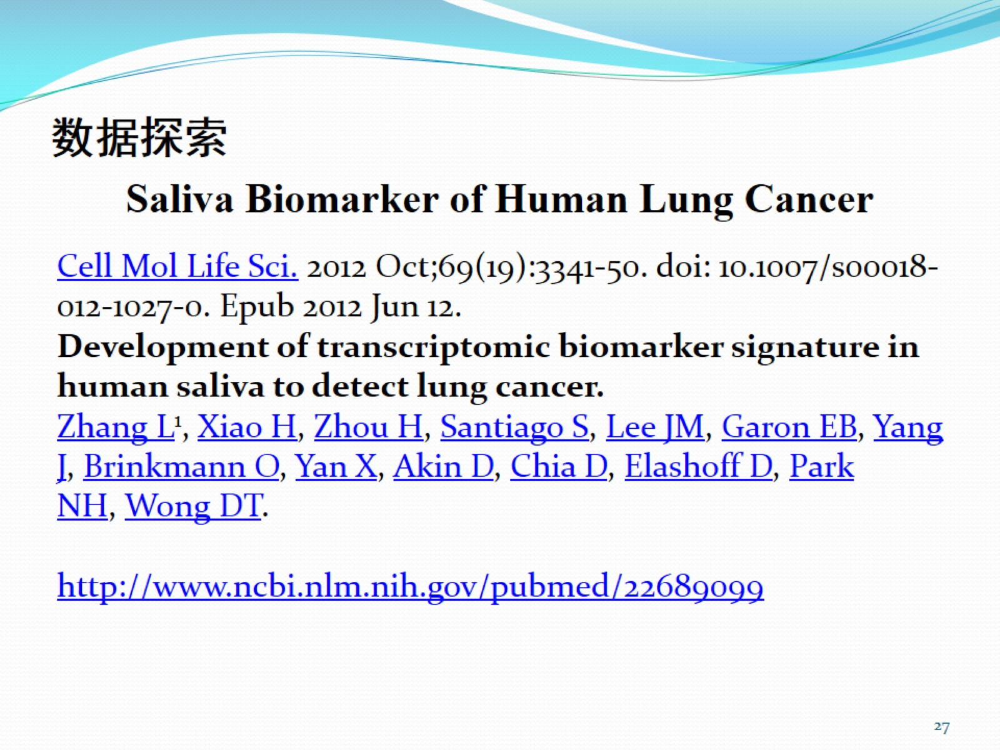 数据探索
Saliva Biomarker of Human Lung Cancer
Cell Mol Life Sci. 2012 Oct;69(19):3341-50. doi: 10.1007/s00018-
012-1027-0. Epub 2012 Jun 12.
Development of transcriptomic biomarker signature in
human saliva to detect lung cancer.
Zhang L¹, Xiao H, Zhou H, Santiago S, Lee JM, Garon EB, Yang
J, Brinkmann O, Yan X, Akin D, Chia D, Elashoff D, Park
NH, Wong DT.
http://www.ncbi.nlm.nih.gov/pubmed/22689099
27